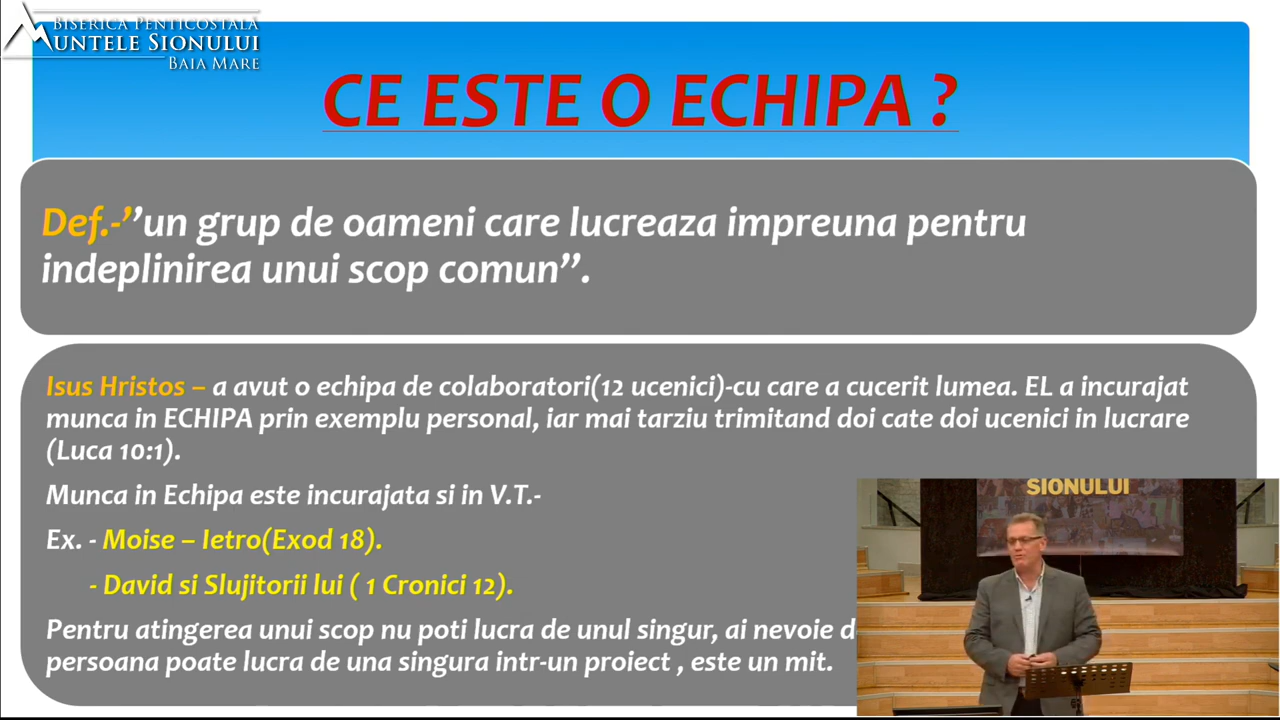 BISERICA PENTICOSTALĂ
MUNTELE SIONULUI
BAIA MARE
CE ESTE O ECHIPA ?
Def.-’’un grup de oameni care lucreaza impreuna pentru
indeplinirea unui scop comun”.
Isus Hristos – a avut o echipa de colaboratori(12 ucenici)-cu care a cucerit lumea. EL a incurajat
munca in ECHIPA prin exemplu personal, iar mai tarziu trimitand doi cate doi ucenici in lucrare
(Luca 10:1).
Munca in Echipa este incurajata si in V.T.-
Ex. - Moise – Ietro(Exod 18).
- David si Slujitorii lui ( 1 Cronici 12).
Pentru atingerea unui scop nu poti lucra de unul singur, ai nevoie d
persoana poate lucra de una singura intr-un proiect , este un mit.
SIONULUI